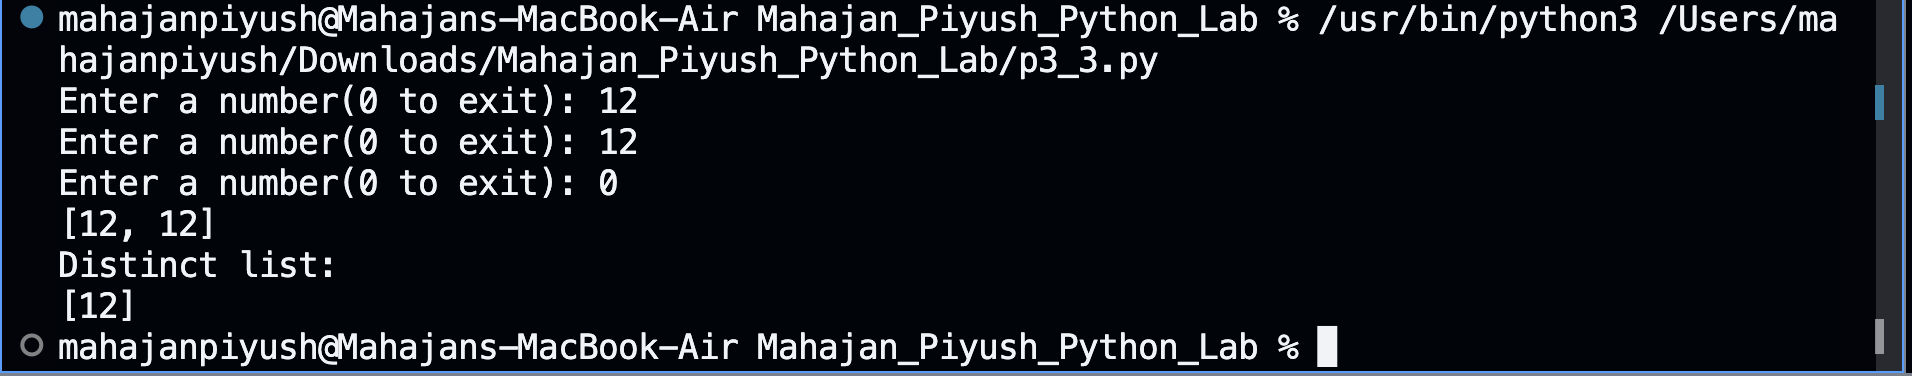 mahajanpiyush@Mahajans-MacBook-Air Mahajan_Piyush_Python_Lab % /usr/bin/python3 /Users/ma
hajanpiyush/Downloads/Mahajan_Piyush_Python_Lab/p3_3.py
Enter a number(0 to exit): 12
Enter a number(0 to exit): 12
Enter a number(0 to exit): 0
[12, 12]
Distinct list:
[12]
mahajanpiyush@Mahajans-MacBook-Air Mahajan_Piyush_Python_Lab %